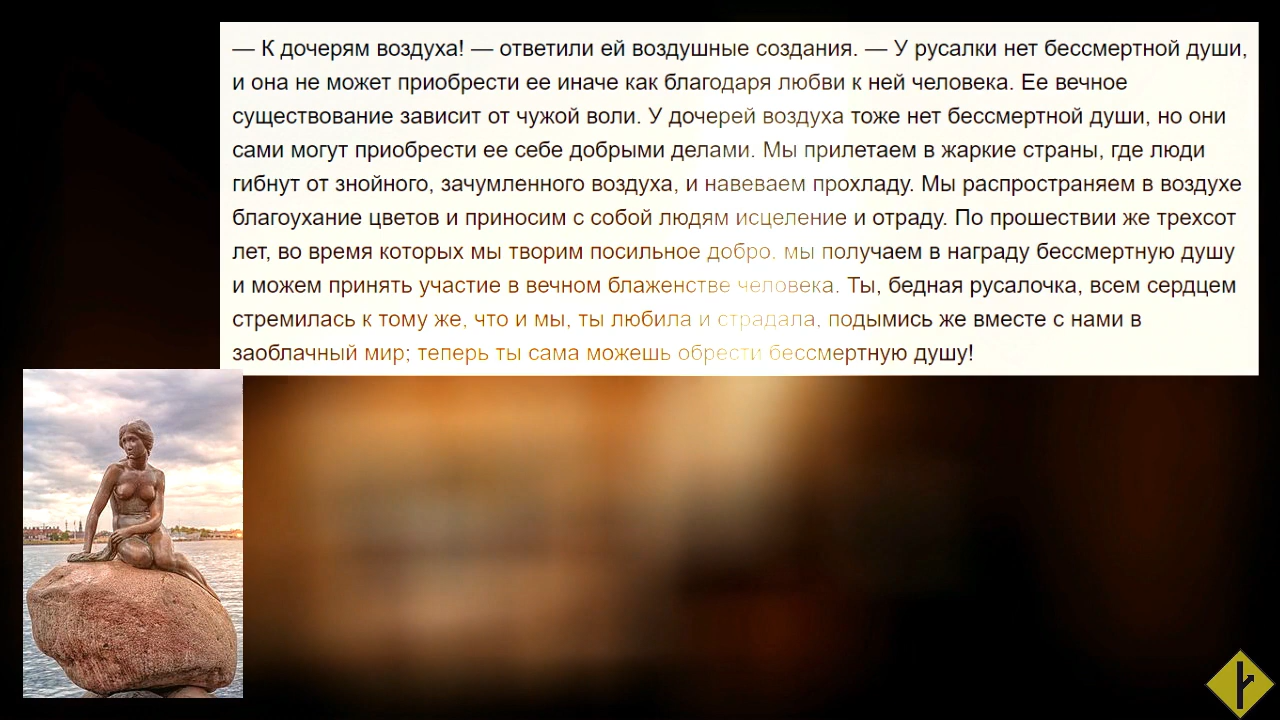 — К дочерям воздуха! — ответили ей воздушные создания. — У русалки нет бессмертной души,
и она не может приобрести ее иначе как благодаря любви к ней человека. Ее вечное
существование зависит от чужой воли. У дочерей воздуха тоже нет бессмертной души, но они
сами могут приобрести ее себе добрыми делами. Мы прилетаем в жаркие страны, где люди
гибнут от знойного, зачумленного воздуха, и навеваем прохладу. Мы распространяем в воздухе
благоухание цветов и приносим с собой людям исцеление и отраду. По прошествии же трехсот
лет, во время которых мы творим посильное добро. мы получаем в награду бессмертную душу
и можем принять участие в вечном блаженстве человека. Ты, бедная русалочка, всем сердцем
стремилась к тому же, что и мы, ты любила и страдала, подымись же вместе с нами в
заоблачный мир; теперь ты сама можешь обрести бессмертную душу!